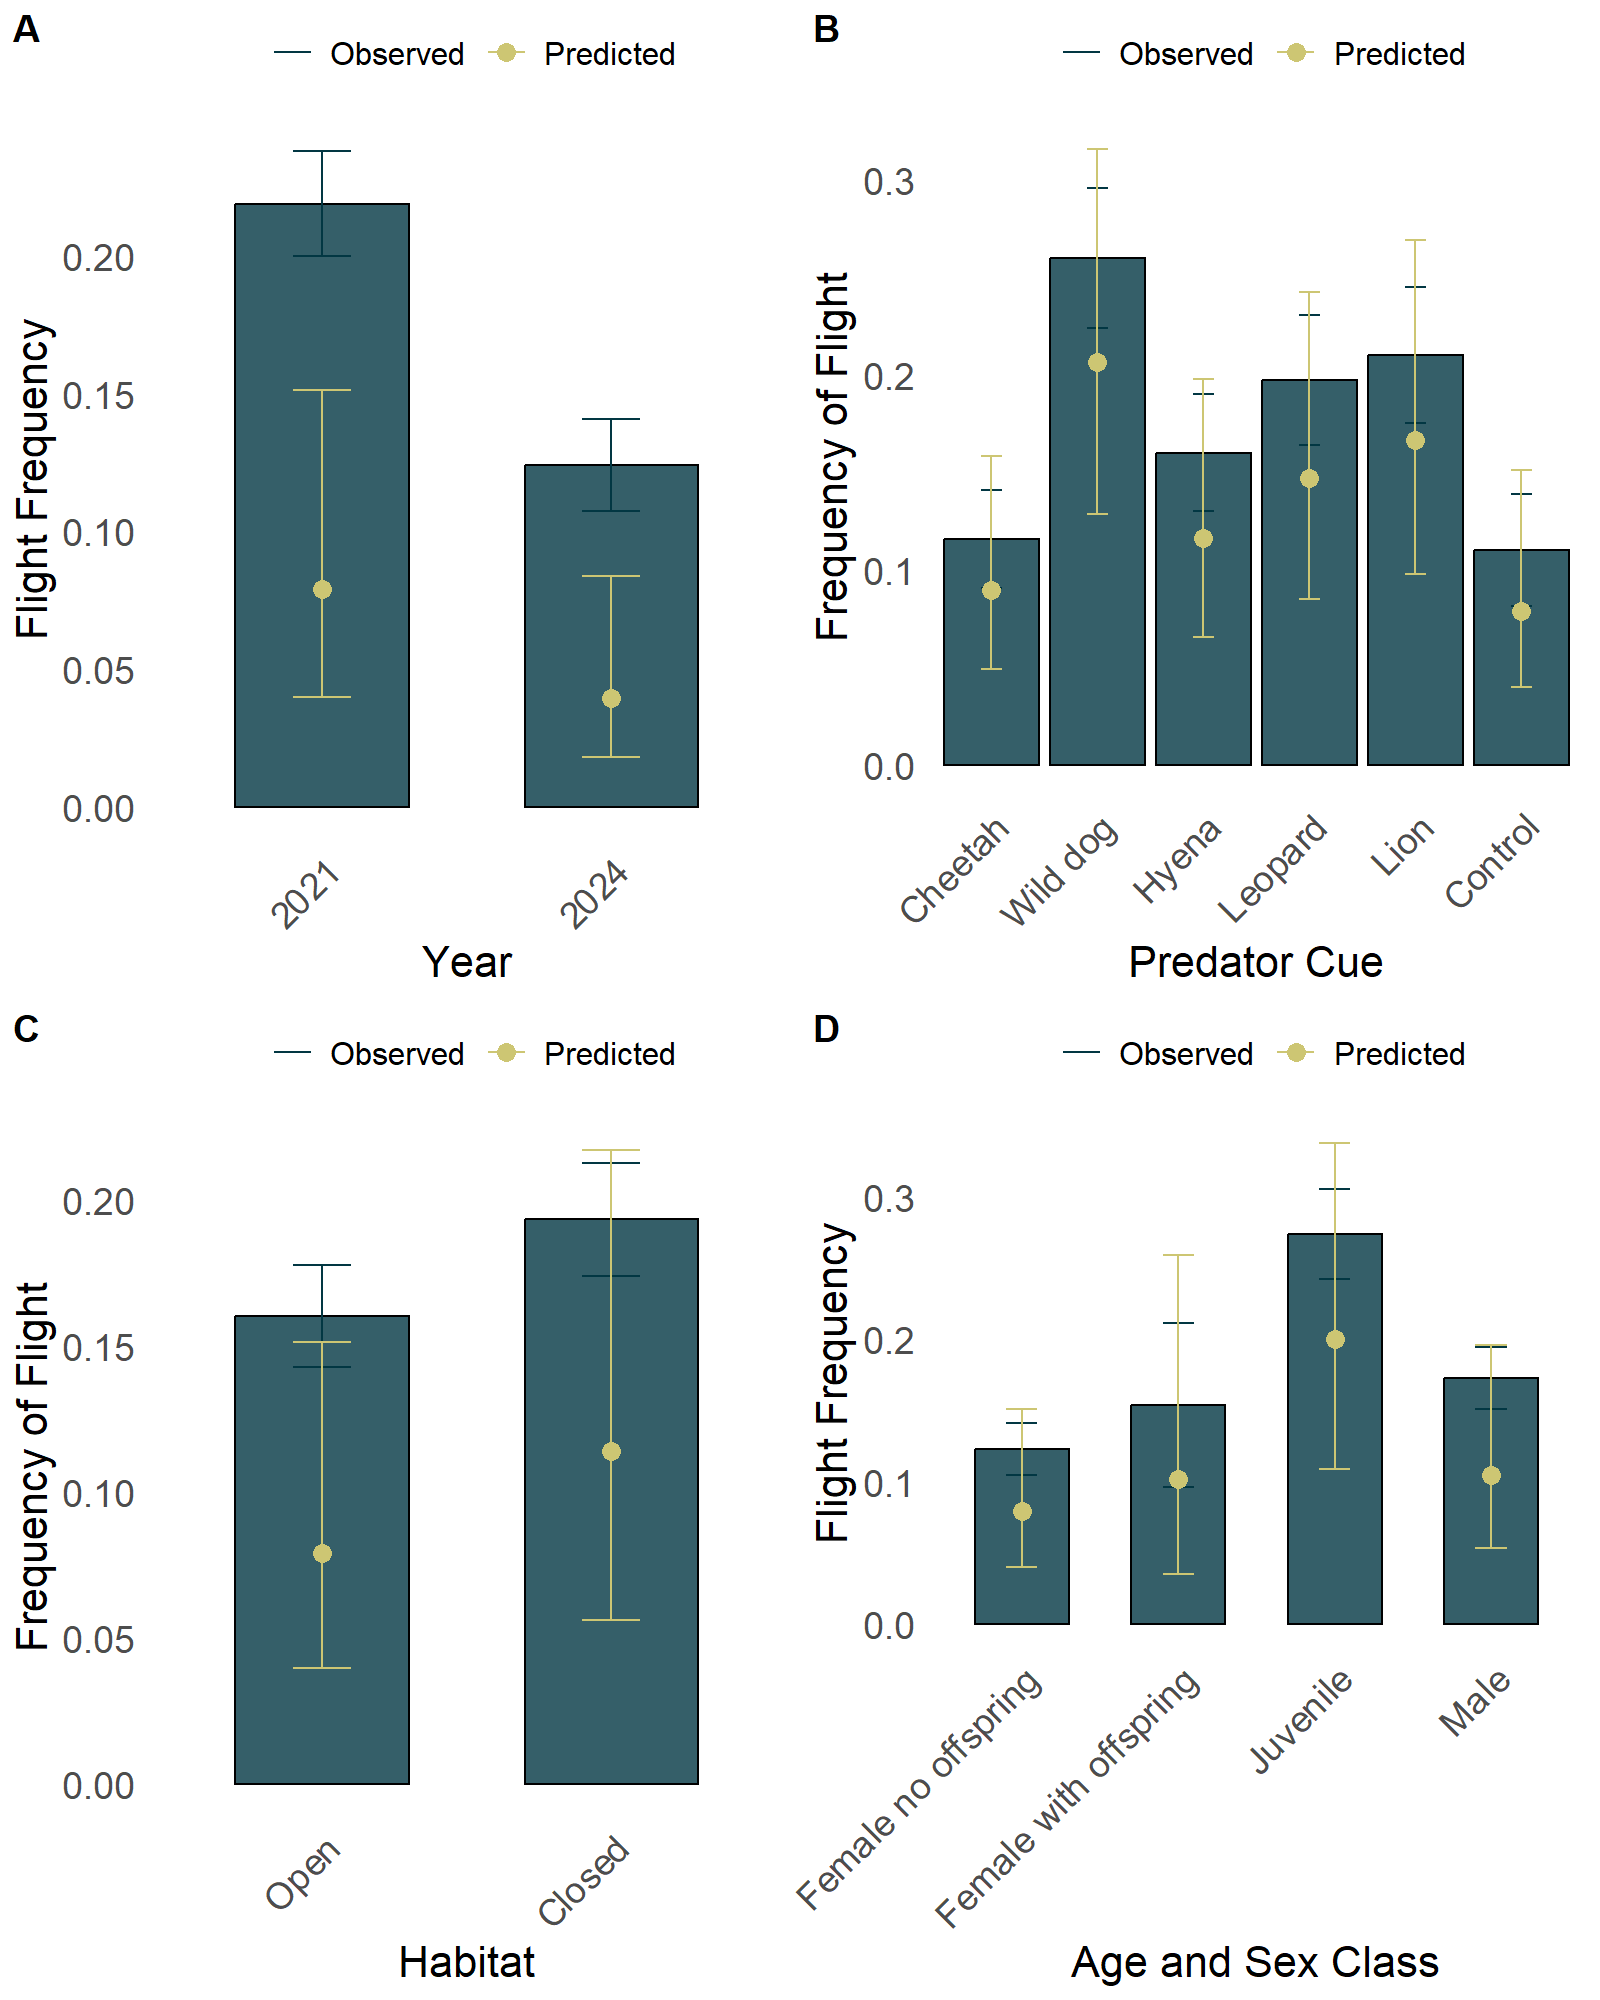 A
Observed Predicted
Flight Frequency
0.20
0.15
0.10
0.05
0.00
2021 2024
Year
B
Observed Predicted
Frequency of Flight
0.3
0.2
0.1
0.0
Cheetah Wild dog Hyena Leopard Lion Control
Predator Cue
C
Observed Predicted
Frequency of Flight
0.20
0.15
0.10
0.05
0.00
Open Closed
Habitat
D
Observed Predicted
Flight Frequency
0.3
0.2
0.1
0.0
Female no offspring Female with offspring Juvenile Male
Age and Sex Class